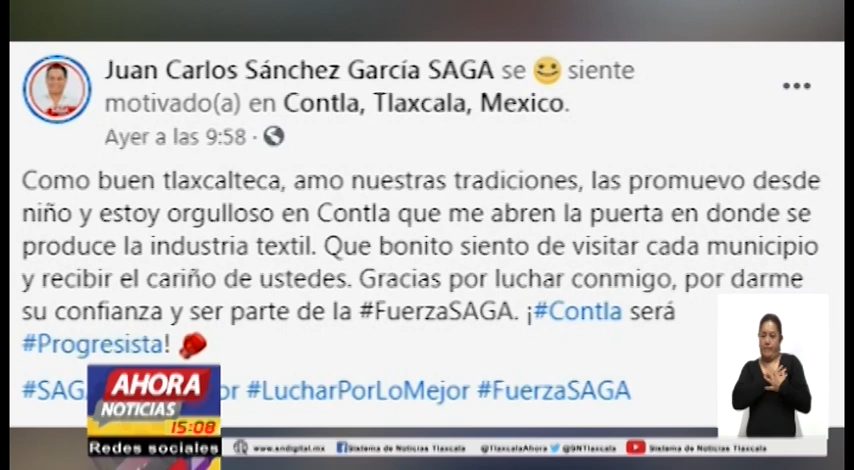 Juan Carlos Sánchez García SAGA se siente
motivado(a) en Contla, Tlaxcala, Mexico.
Ayer a las 9:58 ·
Como buen tlaxcalteca, amo nuestras tradiciones, las promuevo desde
niño y estoy orgulloso en Contla que me abren la puerta en donde se
produce la industria textil. Que bonito siento de visitar cada municipio
y recibir el cariño de ustedes. Gracias por luchar conmigo, por darme
su confianza y ser parte de la #FuerzaSAGA. ¡#Contla será
#Progresista!
#SAGA or #LucharPorLoMejor #FuerzaSAGA
AHORA
NOTICIAS
15:08
Redes sociales www.sndigital.mx Sistema de Noticias Tlaxcala @TlaxcalaAhora @SNTlaxcala Sistema de Noticias Tlaxcala